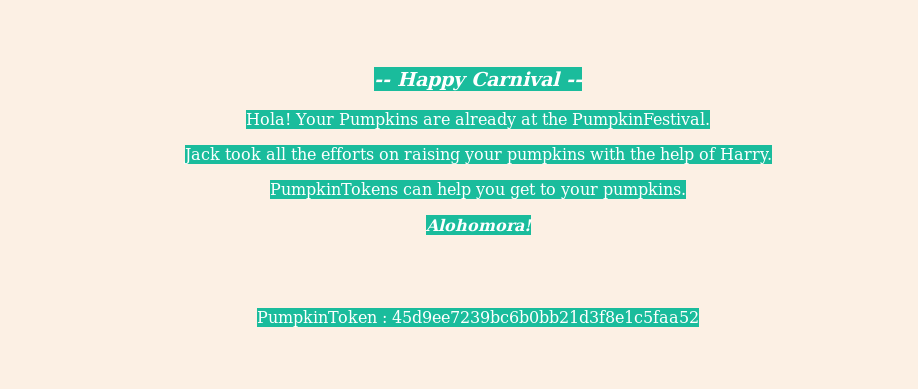 -- Happy Carnival --
Hola! Your Pumpkins are already at the PumpkinFestival.
Jack took all the efforts on raising your pumpkins with the help of Harry.
PumpkinTokens can help you get to your pumpkins.
Alohomora!
PumpkinToken : 45d9ee7239bc6b0bb21d3f8e1c5faa52